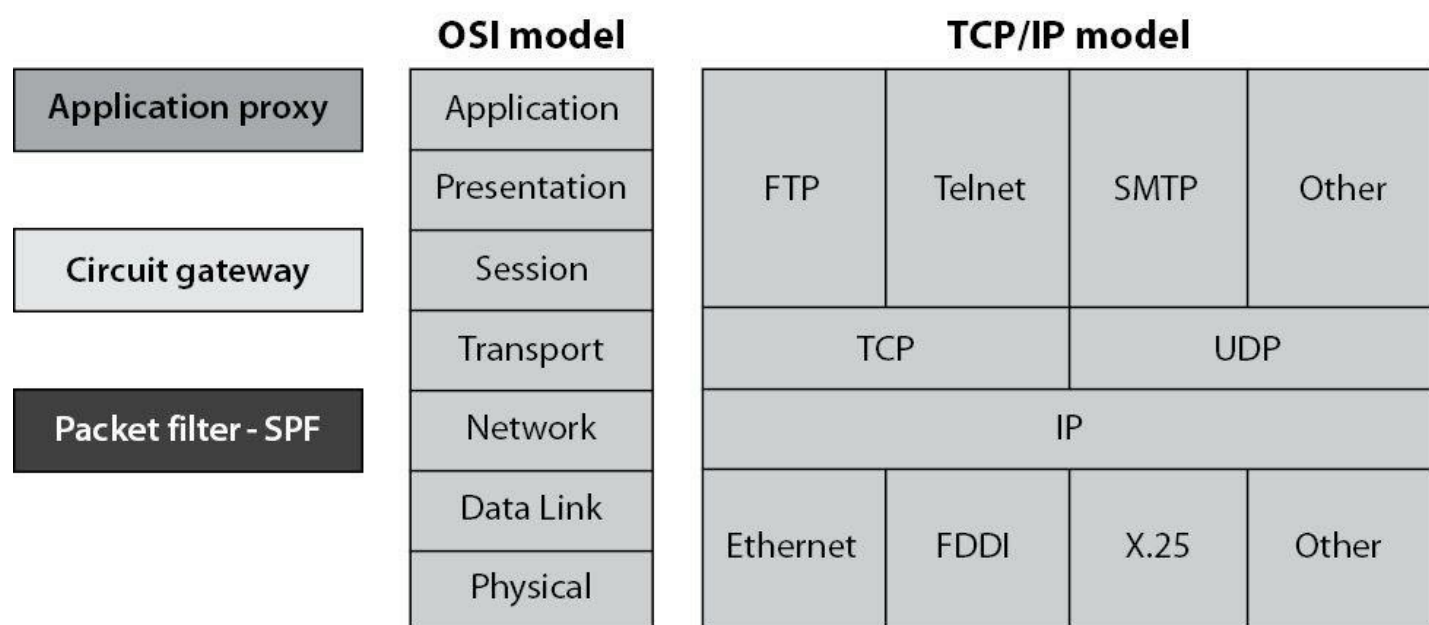 OSI model
TCP/IP model
Application proxy
Circuit gateway
Packet filter - SPF
Application
Presentation
Session
Transport
Network
Data Link
Physical
FTP
Telnet
SMTP
Other
TCP
UDP
IP
Ethernet
FDDI
X.25
Other